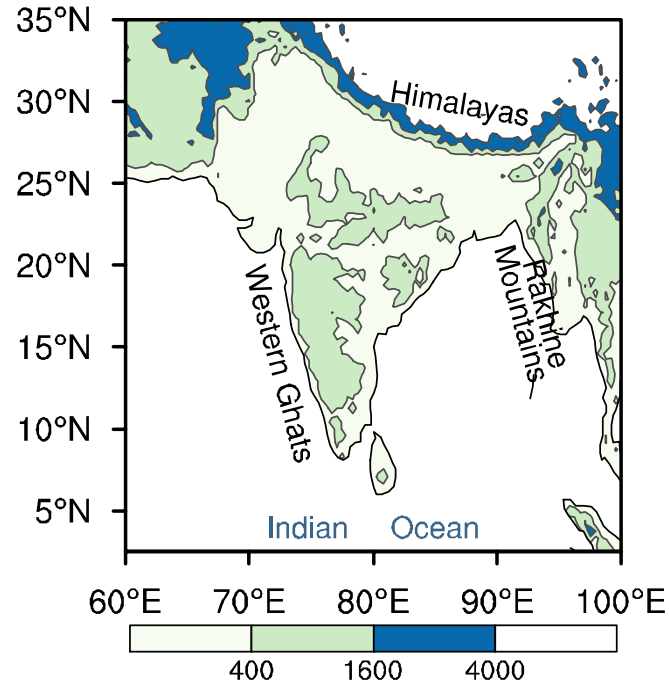 35°N
30°N
25°N
20°N
15°N
10°N
5°N
Himalayas
Western Ghats
Rakhine
Mountains
Indian Ocean
60°E 70°E 80°E 90°E 100°E
400 1600 4000